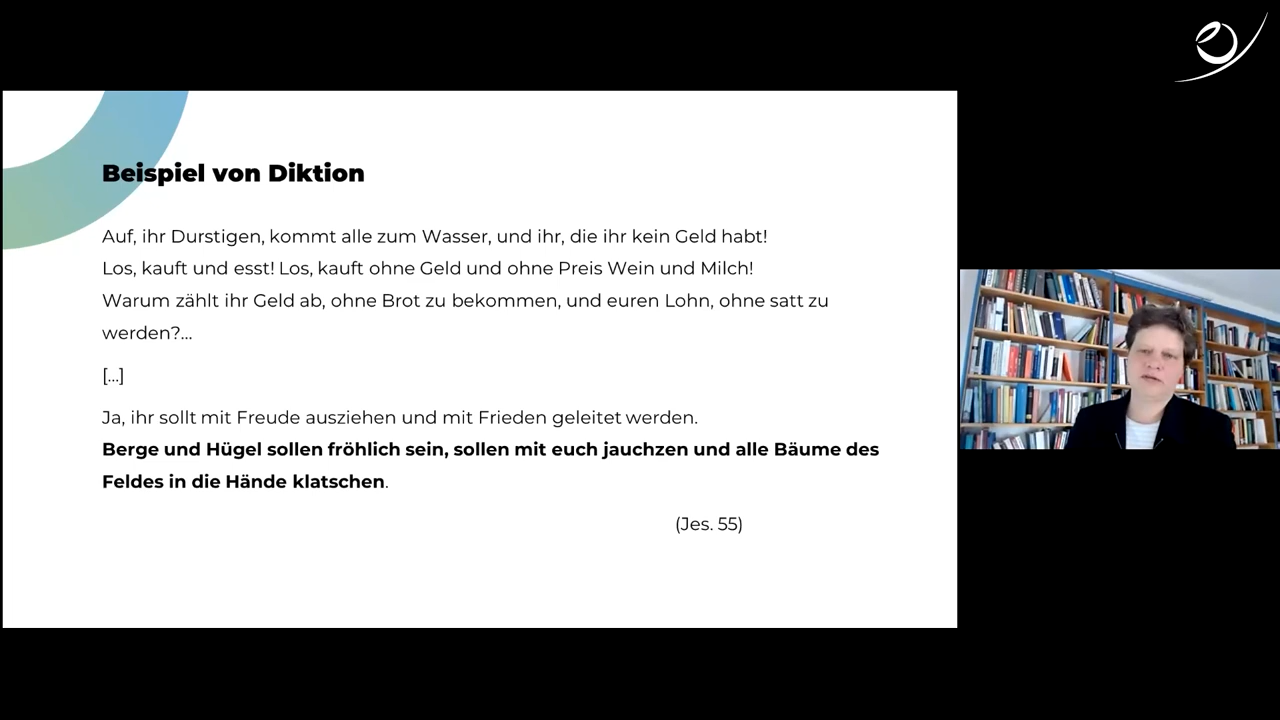 Beispiel von Diktion
Auf, ihr Durstigen, kommt alle zum Wasser, und ihr, die ihr kein Geld habt!
Los, kauft und esst! Los, kauft ohne Geld und ohne Preis Wein und Milch!
Warum zählt ihr Geld ab, ohne Brot zu bekommen, und euren Lohn, ohne satt zu
werden?...
[...]
Ja, ihr sollt mit Freude ausziehen und mit Frieden geleitet werden.
Berge und Hügel sollen fröhlich sein, sollen mit euch jauchzen und alle Bäume des
Feldes in die Hände klatschen.
(Jes. 55)